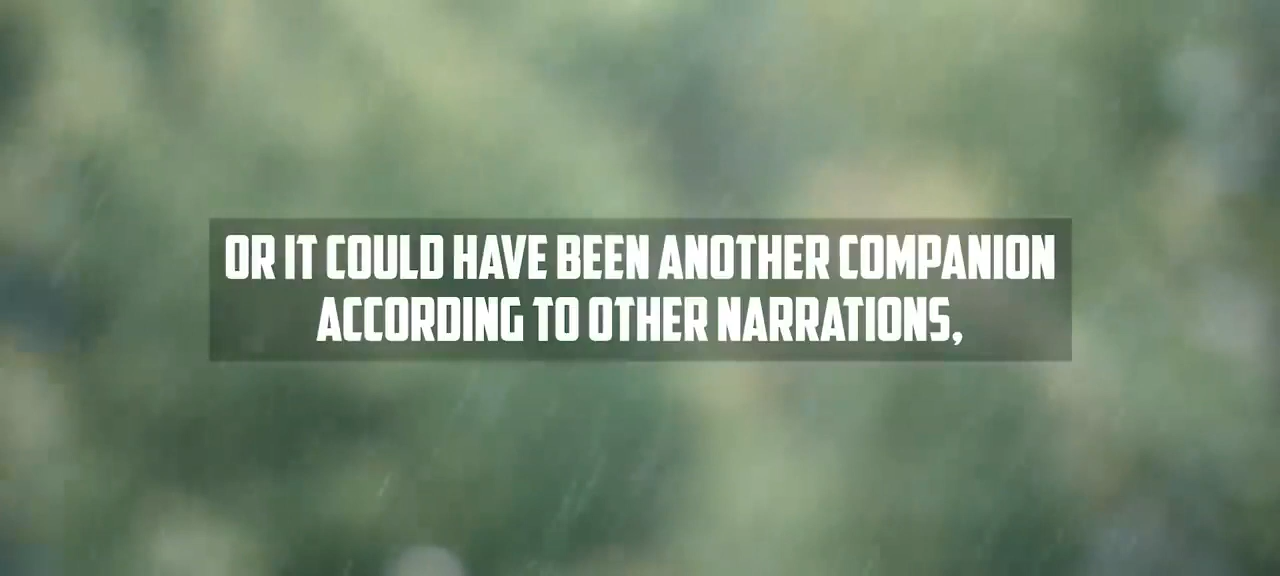 OR IT COULD HAVE BEEN ANOTHER COMPANION
ACCORDING TO OTHER NARRATIONS,